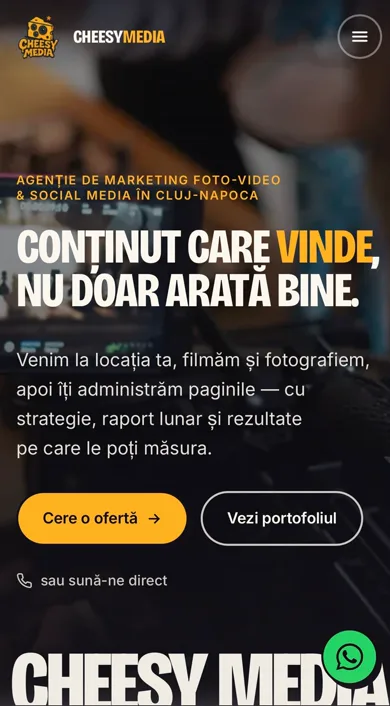 CHEESY
MEDIA
CHEESYMEDIA
AGENȚIE DE MARKETING FOTO-VIDEO
& SOCIAL MEDIA ÎN CLUJ-NAPOCA
CONȚINUT CARE VINDE,
NU DOAR ARATĂ BINE.
Venim la locația ta, filmăm și fotografiem,
apoi îți administrăm paginile — cu
strategie, raport lunar și rezultate
pe care le poți măsura.
Cere o ofertă →
Vezi portofoliul
sau sună-ne direct
CHEESY MEDIA